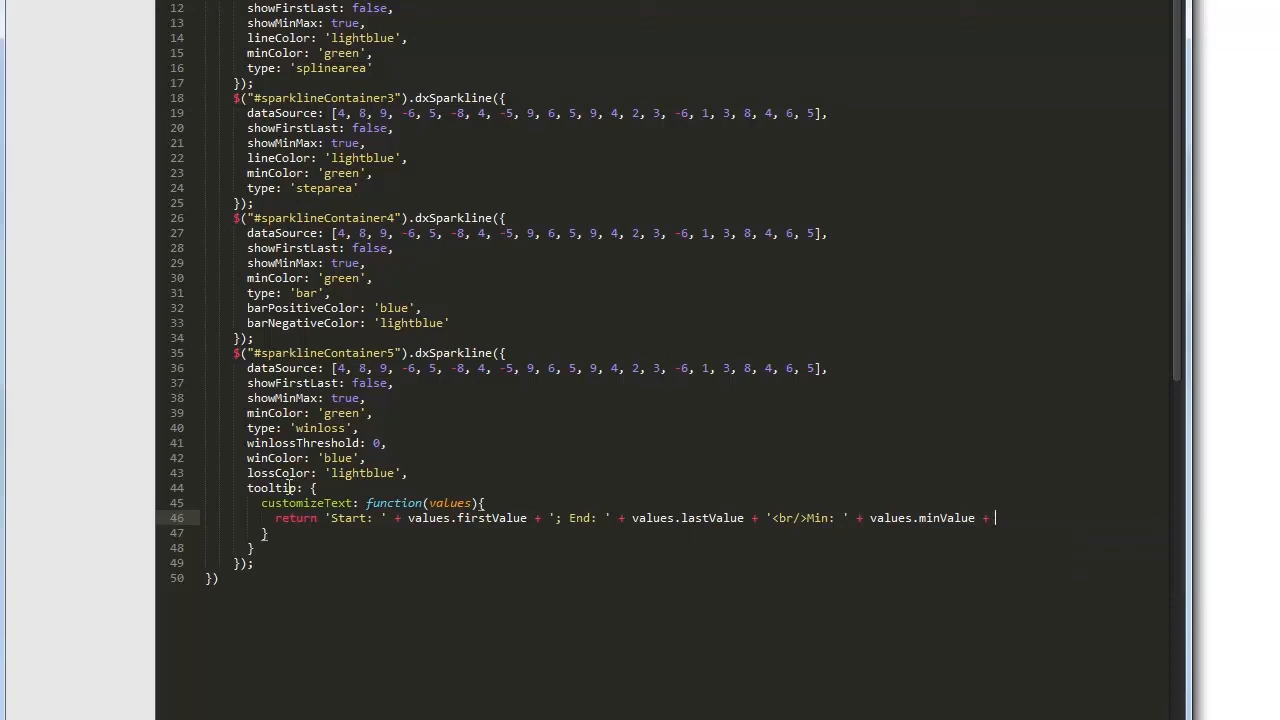 12 showFirstLast: false,
13 showMinMax: true,
14 lineColor: 'lightblue',
15 minColor: 'green',
16 type: 'splinearea'
17 });
18 $("#sparklineContainer3").dxSparkline({
19 dataSource: [4, 8, 9, -6, 5, -8, 4, -5, 9, 6, 5, 9, 4, 2, 3, -6, 1, 3, 8, 4, 6, 5],
20 showFirstLast: false,
21 showMinMax: true,
22 lineColor: 'lightblue',
23 minColor: 'green',
24 type: 'steparea'
25 });
26 $("#sparklineContainer4").dxSparkline({
27 dataSource: [4, 8, 9, -6, 5, -8, 4, -5, 9, 6, 5, 9, 4, 2, 3, -6, 1, 3, 8, 4, 6, 5],
28 showFirstLast: false,
29 showMinMax: true,
30 minColor: 'green',
31 type: 'bar',
32 barPositiveColor: 'blue',
33 barNegativeColor: 'lightblue'
34 });
35 $("#sparklineContainer5").dxSparkline({
36 dataSource: [4, 8, 9, -6, 5, -8, 4, -5, 9, 6, 5, 9, 4, 2, 3, -6, 1, 3, 8, 4, 6, 5],
37 showFirstLast: false,
38 showMinMax: true,
39 minColor: 'green',
40 type: 'winloss',
41 winlossThreshold: 0,
42 winColor: 'blue',
43 lossColor: 'lightblue',
44 tooltip: {
45 customizeText: function(values){
46 return 'Start: ' + values.firstValue + '; End: ' + values.lastValue + '<br/>Min: ' + values.minValue +
47 }
48 }
49 });
50 })